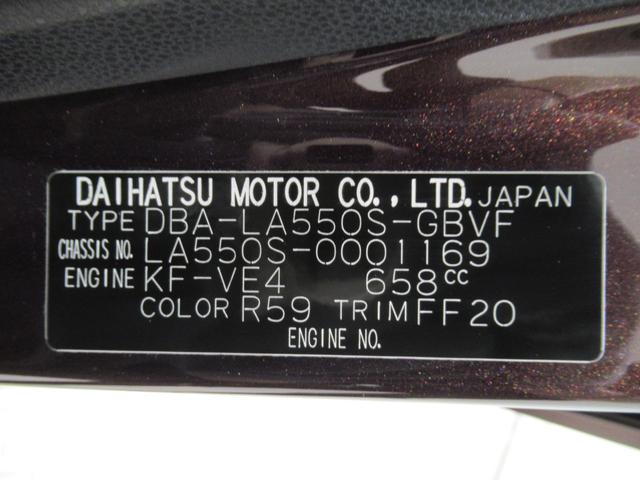 DAIHATSU MOTOR CO., LTD. JAPAN
TYPE DBA-LA550S-GBVF
CHASSIS NO. LA550S-0001169
ENGINE KF-VE4 658cc
COLOR R59 TRIM FF20
ENGINE NO.